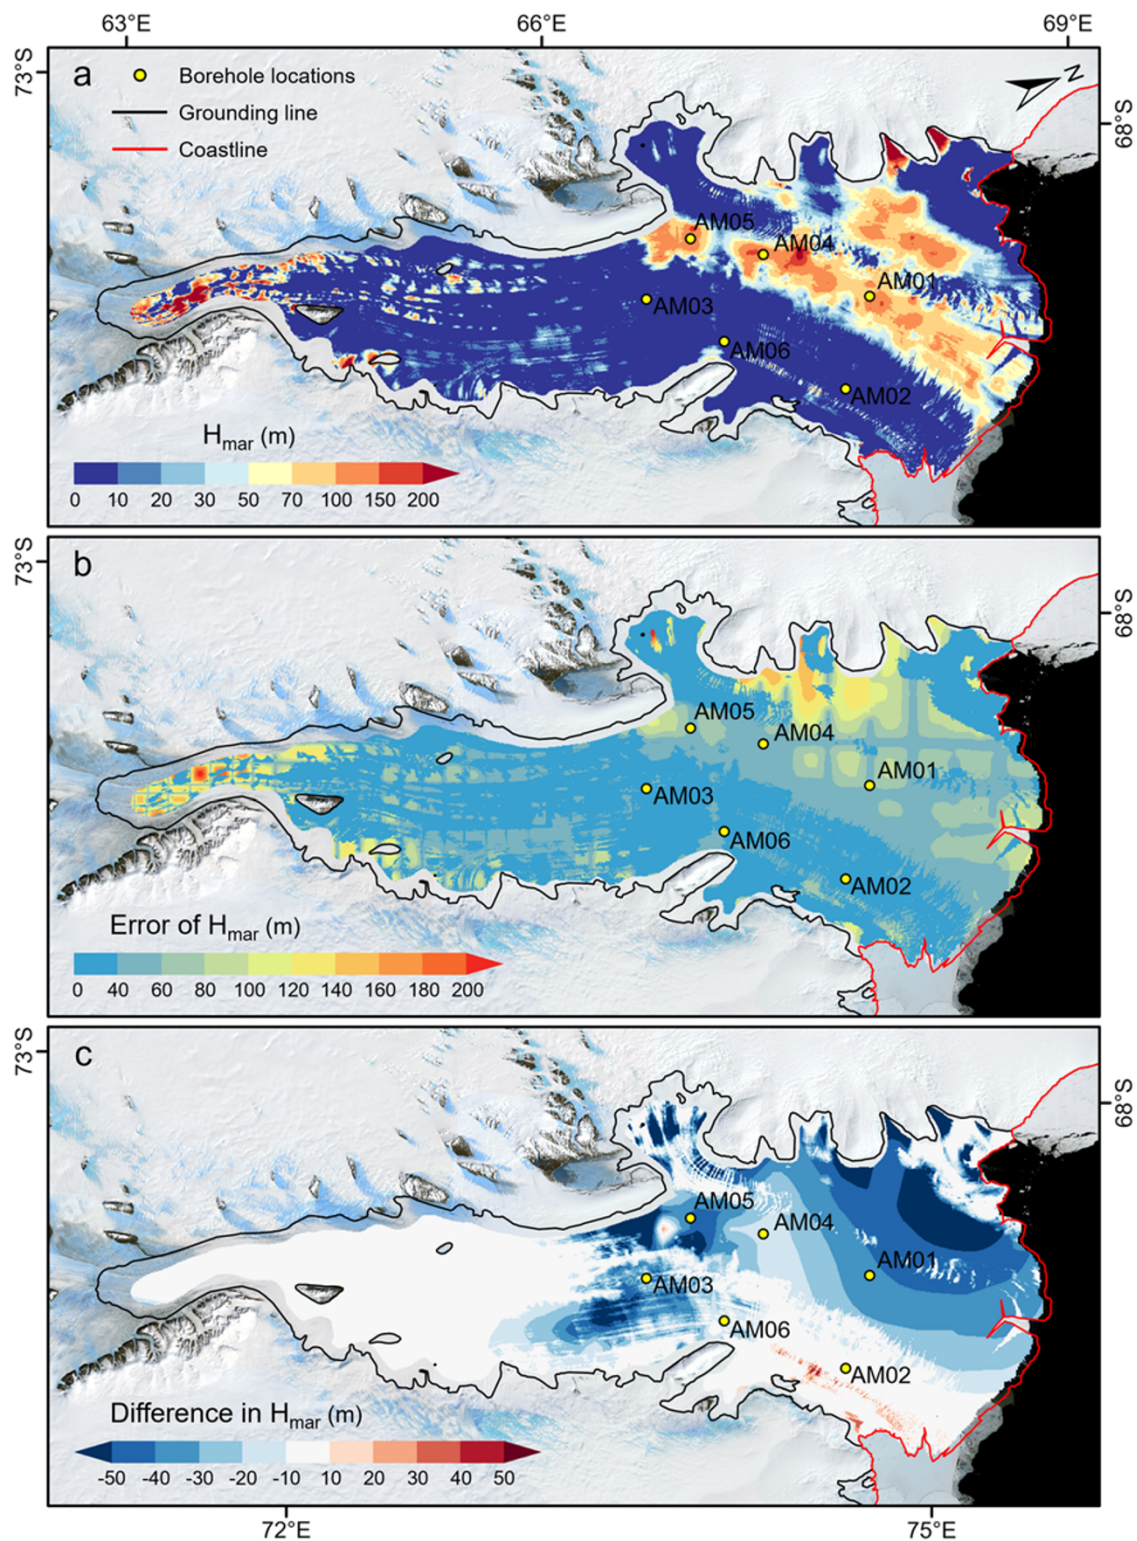 63°E 66°E 69°E
73°S
a
Borehole locations
N
Grounding line
68°S
Coastline
AM05
AM04
AM01
AM03
AM06
AM02
Hmar (m)
0 10 20 30 50 70 100 150 200
73°S
b
68°S
AM05
AM04
AM01
AM03
AM06
AM02
Error of Hmar (m)
0 40 60 80 100 120 140 160 180 200
73°S
c
68°S
AM05
AM04
AM01
AM03
AM06
AM02
Difference in Hmar (m)
-50 -40 -30 -20 -10 10 20 30 40 50
72°E 75°E